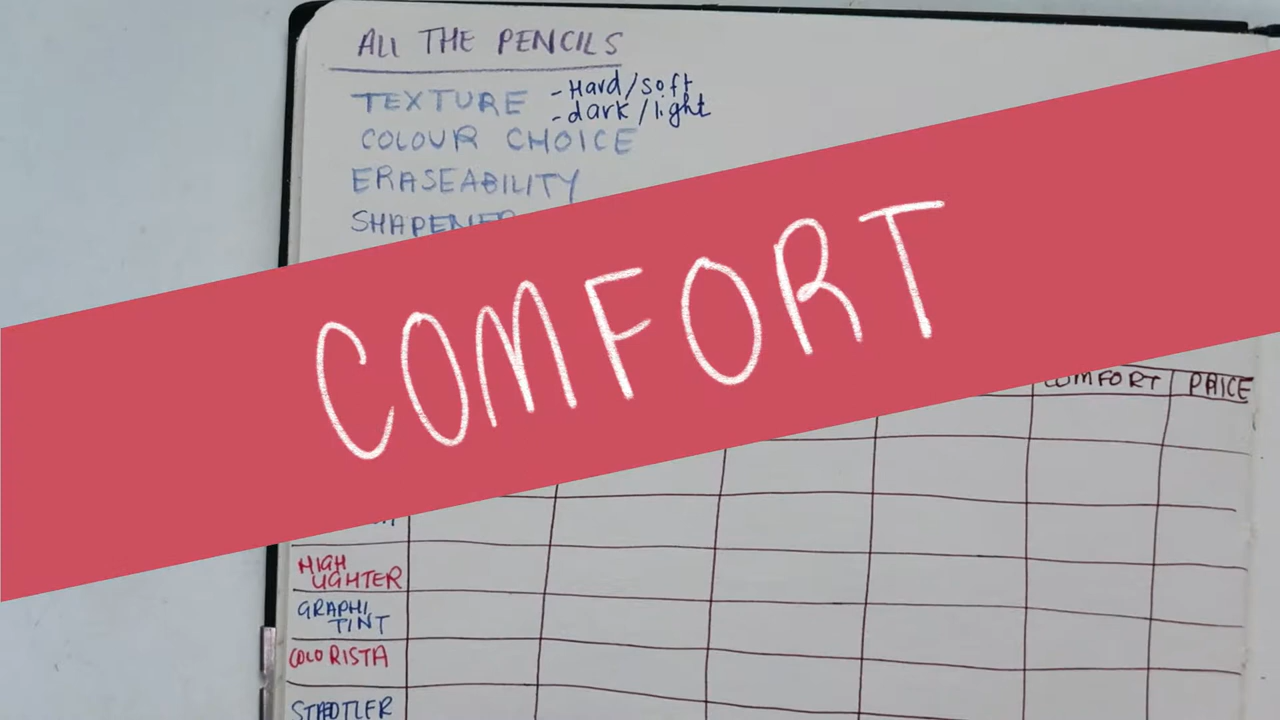 ALL THE PENCILS
TEXTURE - Hard/soft
- dark/light
COLOUR CHOICE
ERASEABILITY
SHAPENER
COMFORT
COMFORT PRICE
HIGH
LIGHTER
GRAPHI
TINT
COLORISTA
STAEDTLER